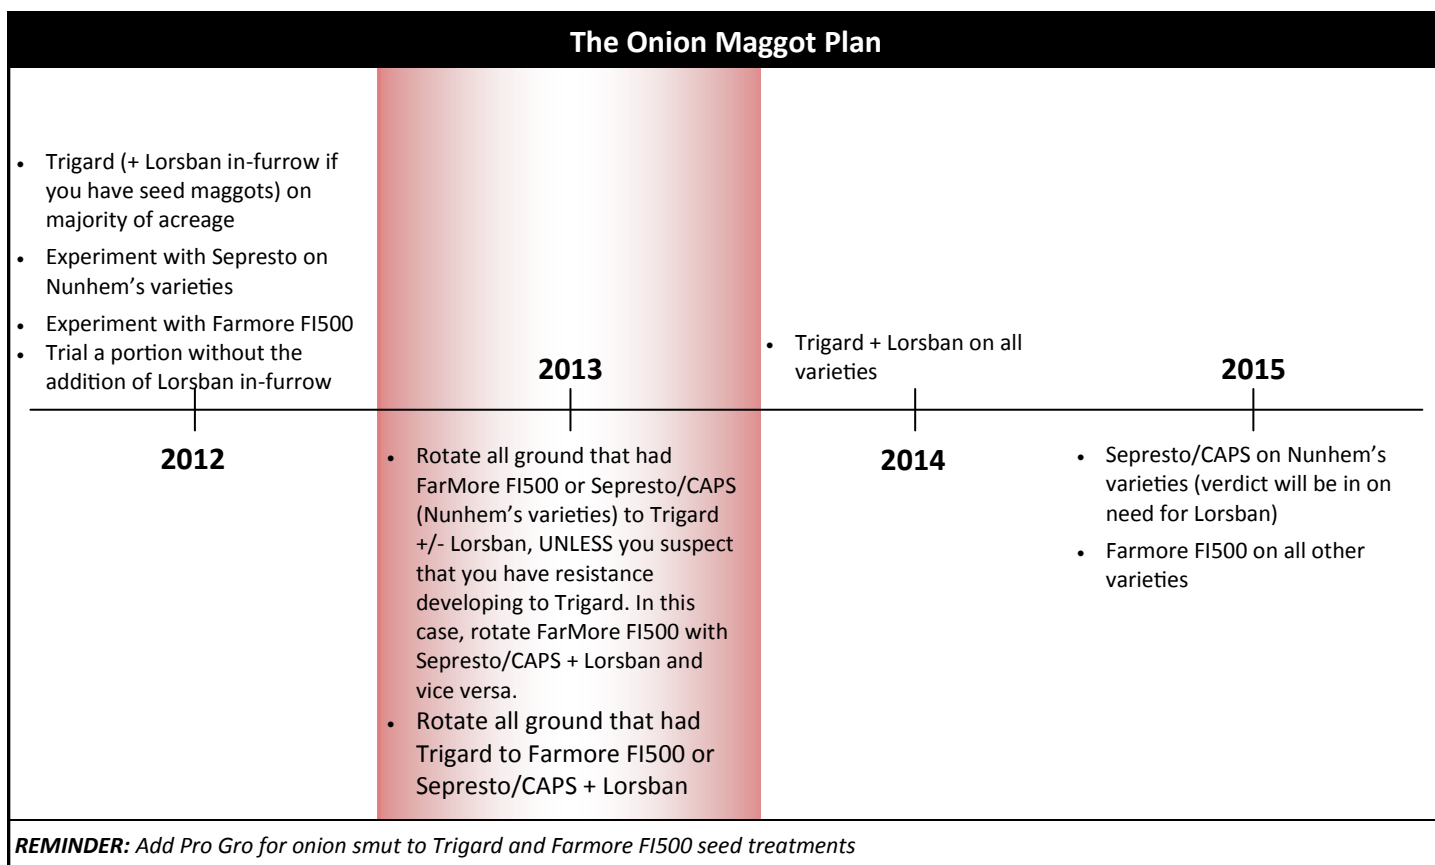 The Onion Maggot Plan
• Trigard (+ Lorsban in-furrow if
you have seed maggots) on
majority of acreage
• Experiment with Sepresto on
Nunhem’s varieties
• Experiment with Farmore FI500
• Trial a portion without the
addition of Lorsban in-furrow
2012
2013
• Rotate all ground that had
FarMore FI500 or Sepresto/CAPS
(Nunhem’s varieties) to Trigard
+/- Lorsban, UNLESS you suspect
that you have resistance
developing to Trigard. In this
case, rotate FarMore FI500 with
Sepresto/CAPS + Lorsban and
vice versa.
• Rotate all ground that had
Trigard to Farmore FI500 or
Sepresto/CAPS + Lorsban
• Trigard + Lorsban on all
varieties
2014
2015
• Sepresto/CAPS on Nunhem’s
varieties (verdict will be in on
need for Lorsban)
• Farmore FI500 on all other
varieties
REMINDER: Add Pro Gro for onion smut to Trigard and Farmore FI500 seed treatments